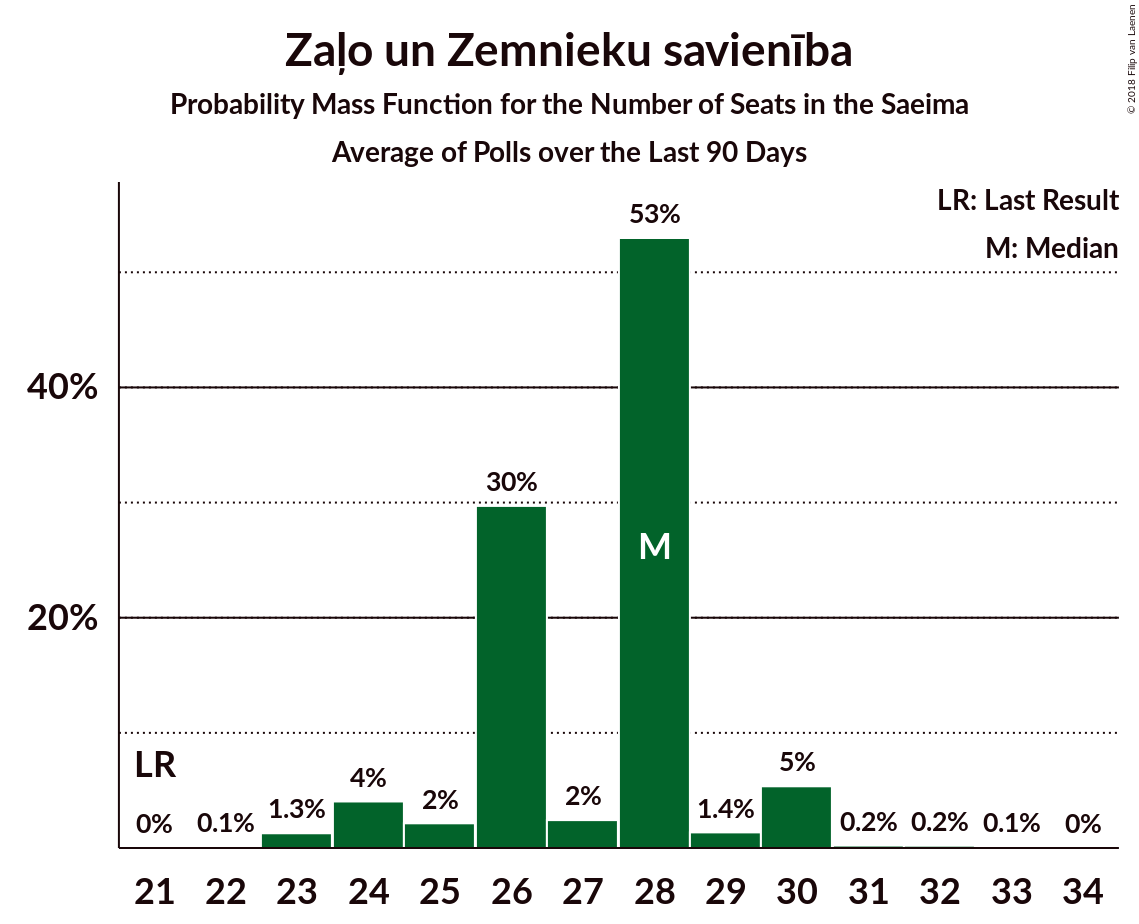 Zaļo un Zemnieku savienība
Probability Mass Function for the Number of Seats in the Saeima
Average of Polls over the Last 90 Days
© 2018 Filip van Laenen
LR: Last Result
M: Median
53%
40%
30%
M
20%
LR
0%
0.1%
1.3%
4%
2%
2%
1.4%
5%
0.2%
0.2%
0.1%
0%
21 22 23 24 25 26 27 28 29 30 31 32 33 34